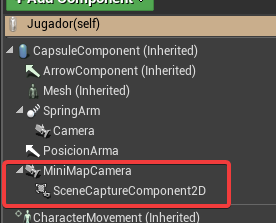 Add Component
Jugador(self)
CapsuleComponent (Inherited)
ArrowComponent (Inherited)
Mesh (Inherited)
SpringArm
Camera
PosicionArma
MiniMapCamera
SceneCaptureComponent2D
CharacterMovement (Inherited)